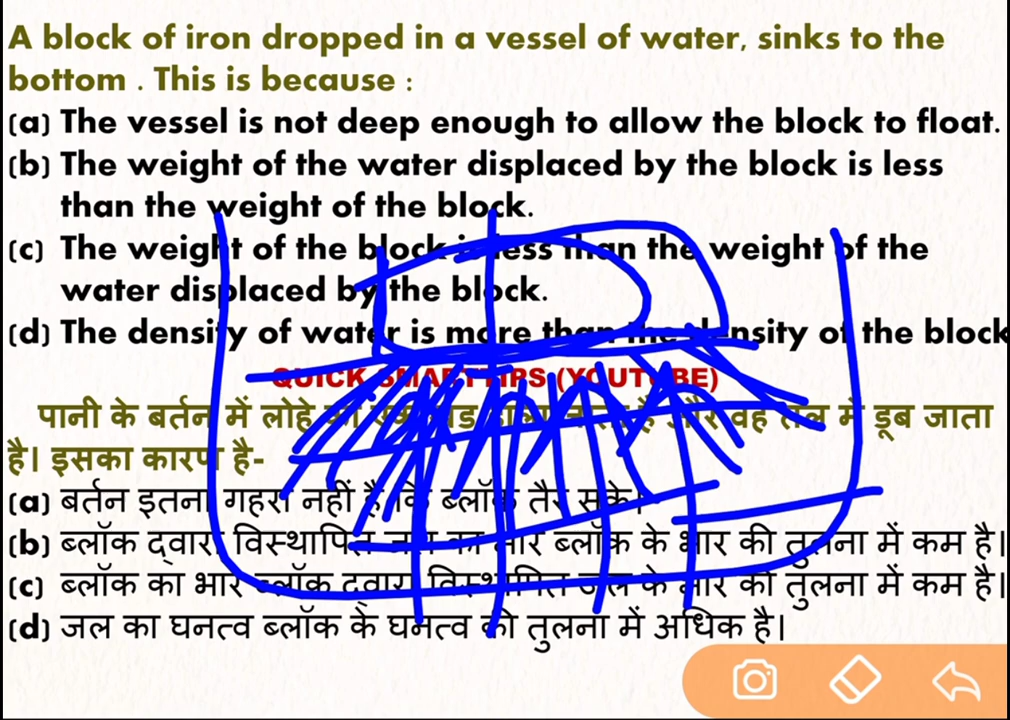 A block of iron dropped in a vessel of water, sinks to the
bottom . This is because :
(a) The vessel is not deep enough to allow the block to float.
(b) The weight of the water displaced by the block is less
than the weight of the block.
(c) The weight of the block is less than the weight of the
water displaced by the block.
(d) The density of water is more than the density of the block
QUICK SMART TIPS (YOUTUBE)
पानी के बर्तन में लोहे का एक और वह तल में डूब जाता
है। इसका कारण है-
(a) बर्तन इतना गहरा नहीं है कि ब्लॉक तैर सके।
(b) ब्लॉक द्वारा विस्थापित जल का भार ब्लॉक के भार की तुलना में कम है।
(c) ब्लॉक का भार ब्लॉक द्वारा विस्थापित जल के भार की तुलना में कम है।
(d) जल का घनत्व ब्लॉक के घनत्व की तुलना में अधिक है।